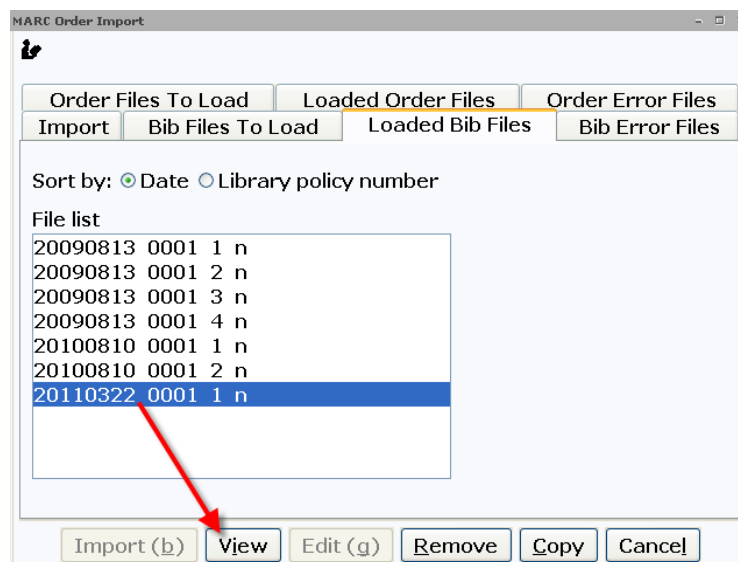 MARC Order Import
Order Files To Load Loaded Order Files Order Error Files
Import Bib Files To Load Loaded Bib Files Bib Error Files
Sort by: Date Library policy number
File list
20090813 0001 1 n
20090813 0001 2 n
20090813 0001 3 n
20090813 0001 4 n
20100810 0001 1 n
20100810 0001 2 n
20110322 0001 1 n
Import (b) View Edit (g) Remove Copy Cancel